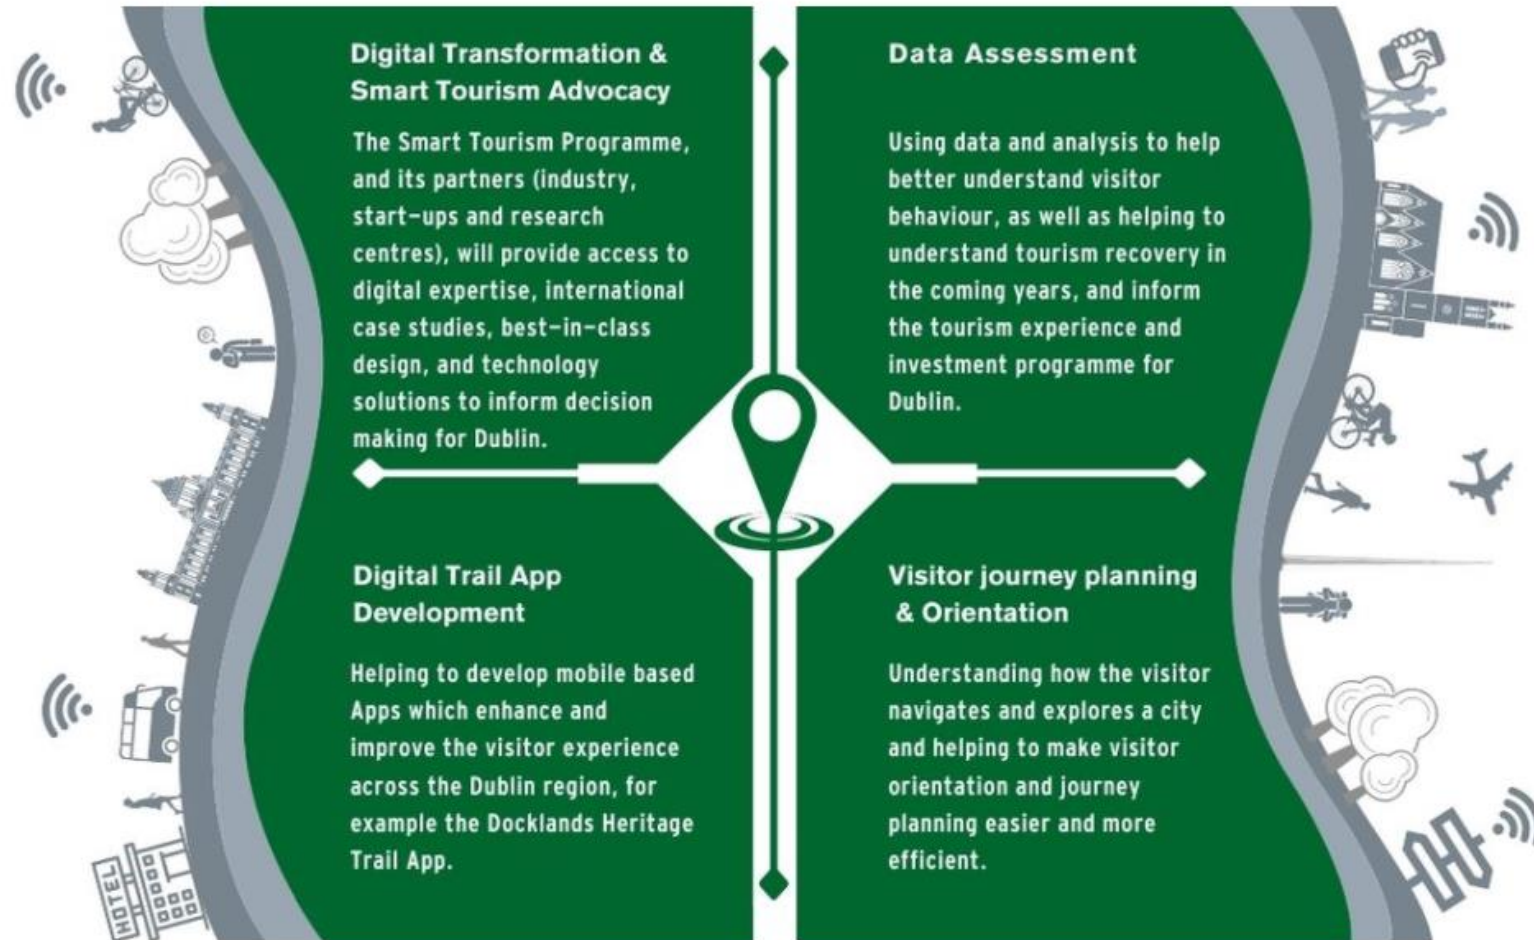 Digital Transformation &
Smart Tourism Advocacy
The Smart Tourism Programme,
and its partners (industry,
start-ups and research
centres), will provide access to
digital expertise, international
case studies, best-in-class
design, and technology
solutions to inform decision
making for Dublin.
Data Assessment
Using data and analysis to help
better understand visitor
behaviour, as well as helping to
understand tourism recovery in
the coming years, and inform
the tourism experience and
investment programme for
Dublin.
Digital Trail App
Development
Helping to develop mobile based
Apps which enhance and
improve the visitor experience
across the Dublin region, for
example the Docklands Heritage
Trail App.
Visitor journey planning
& Orientation
Understanding how the visitor
navigates and explores a city
and helping to make visitor
orientation and journey
planning easier and more
efficient.
HOTEL